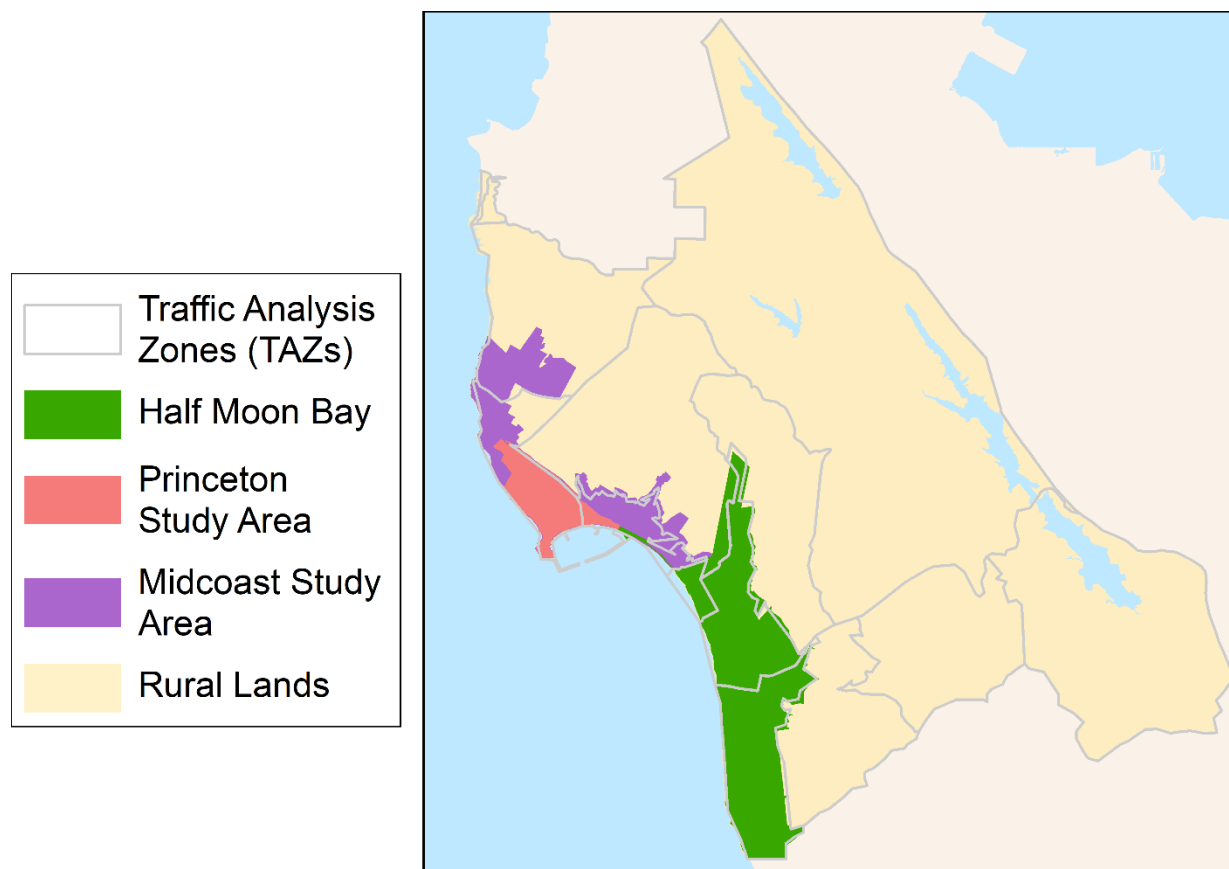 Traffic Analysis
Zones (TAZs)
Half Moon Bay
Princeton
Study Area
Midcoast Study
Area
Rural Lands